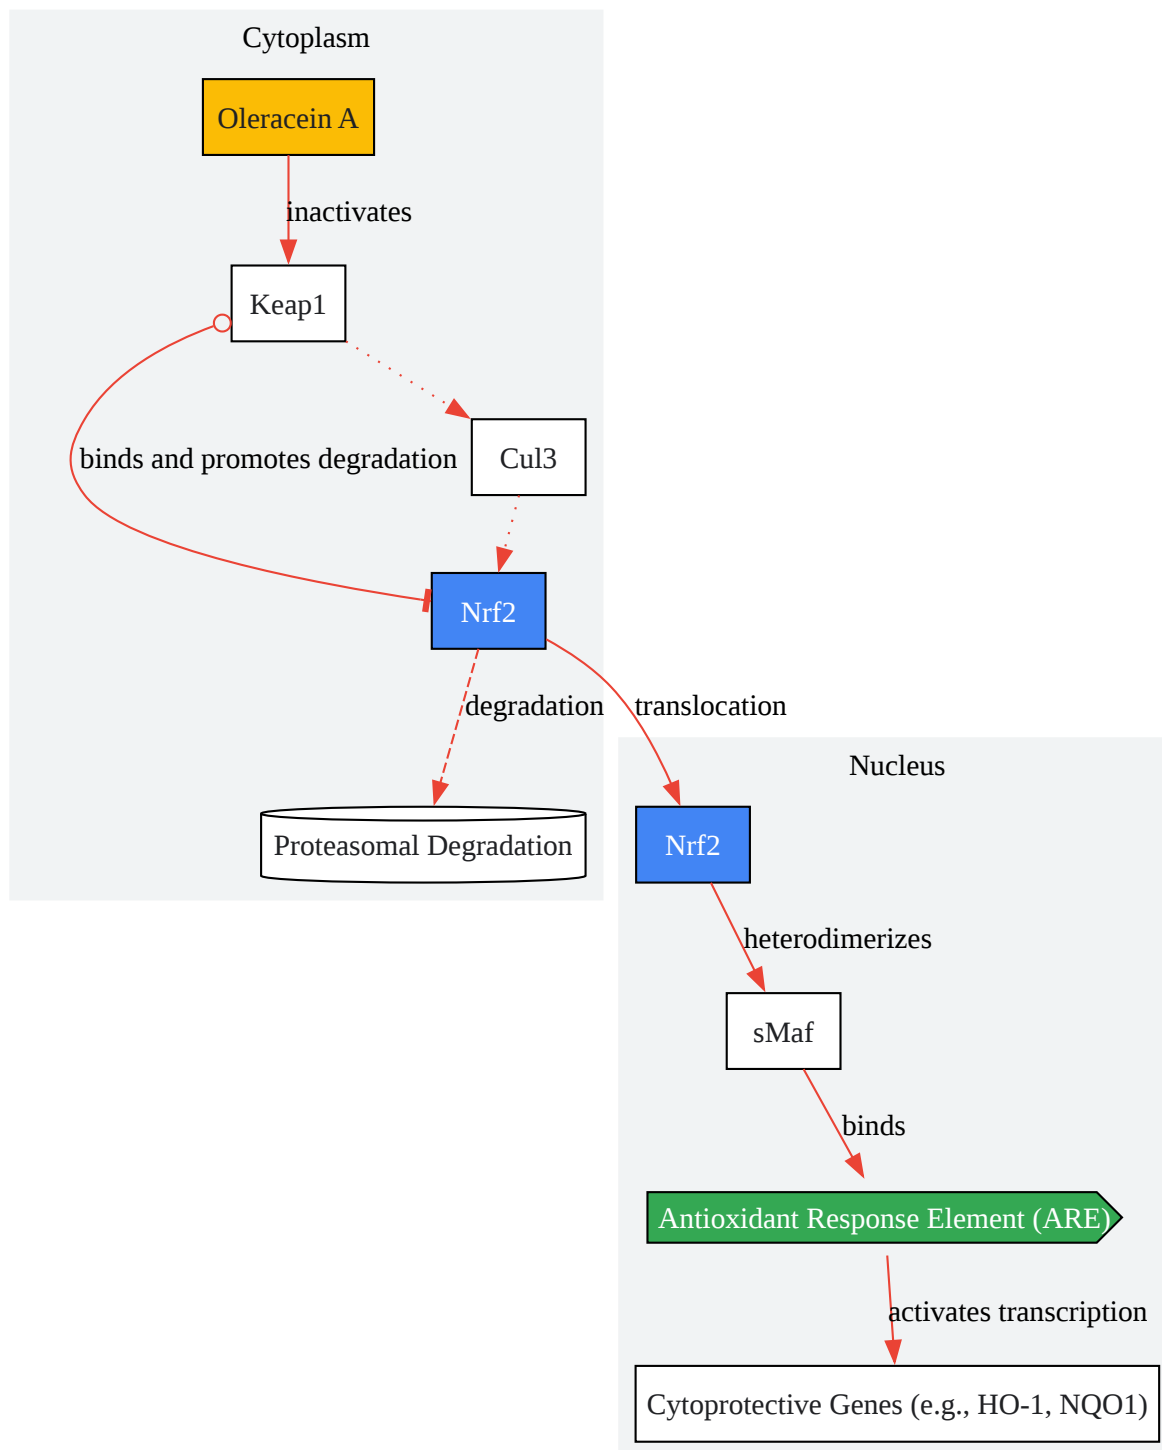 Cytoplasm
Oleracein A
inactivates
Keap1
binds and promotes degradation
Cul3
Nrf2
degradation
translocation
Proteasomal Degradation
Nucleus
Nrf2
heterodimerizes
sMaf
binds
Antioxidant Response Element (ARE)
activates transcription
Cytoprotective Genes (e.g., HO-1, NQO1)